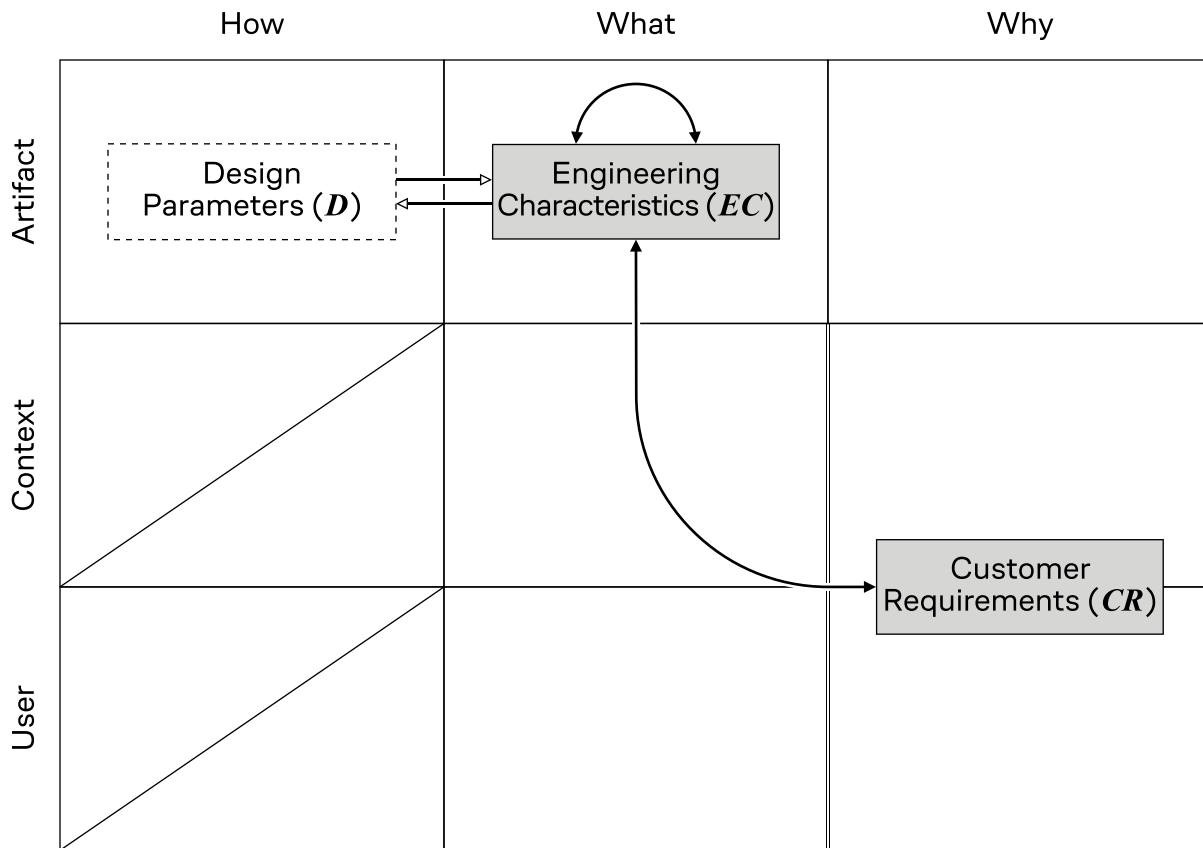 How
What
Why
Artifact
Design
Parameters (D)
Engineering
Characteristics (EC)
Context
Customer
Requirements (CR)
User